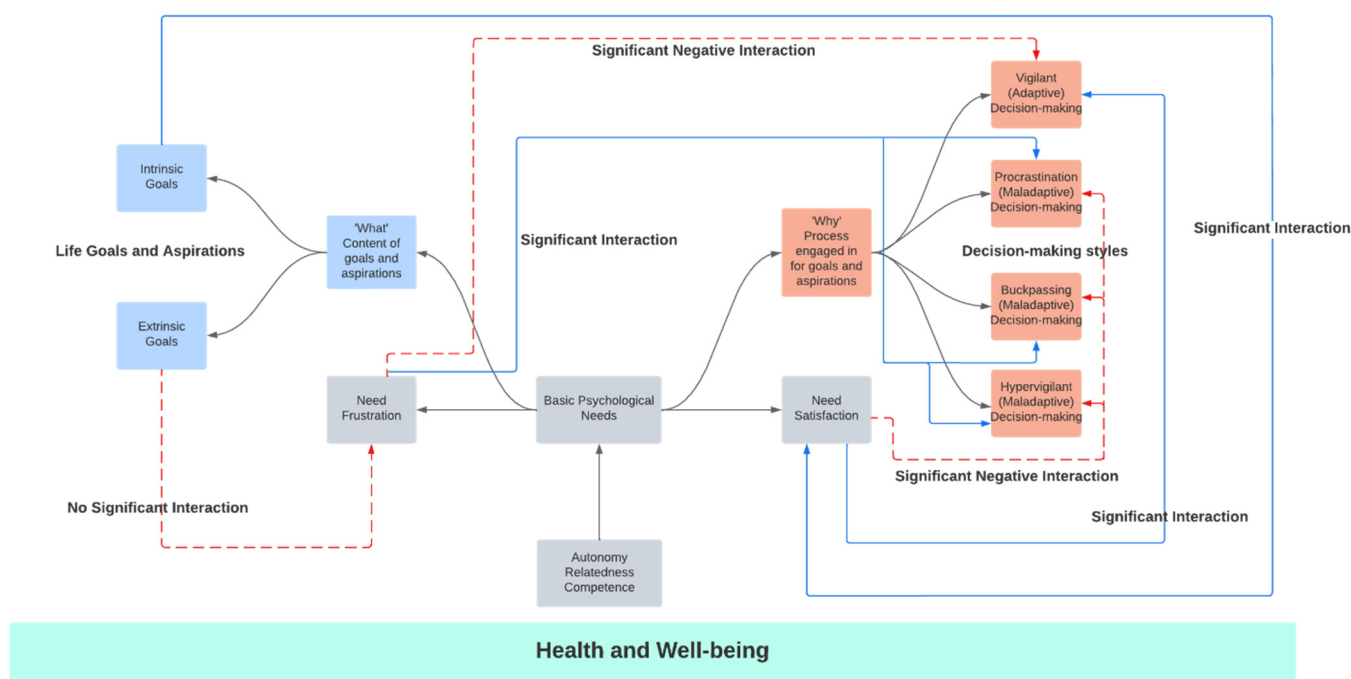 Significant Negative Interaction
Vigilant
(Adaptive)
Decision-making
Intrinsic
Goals
Procrastination
(Maladaptive)
Decision-making
Life Goals and Aspirations
'What'
Content of
goals and
aspirations
Significant Interaction
'Why'
Process
engaged in
for goals and
aspirations
Decision-making styles
Significant Interaction
Extrinsic
Goals
Buckpassing
(Maladaptive)
Decision-making
Need
Frustration
Basic Psychological
Needs
Need
Satisfaction
Hypervigilant
(Maladaptive)
Decision-making
Significant Negative Interaction
No Significant Interaction
Significant Interaction
Autonomy
Relatedness
Competence
Health and Well-being